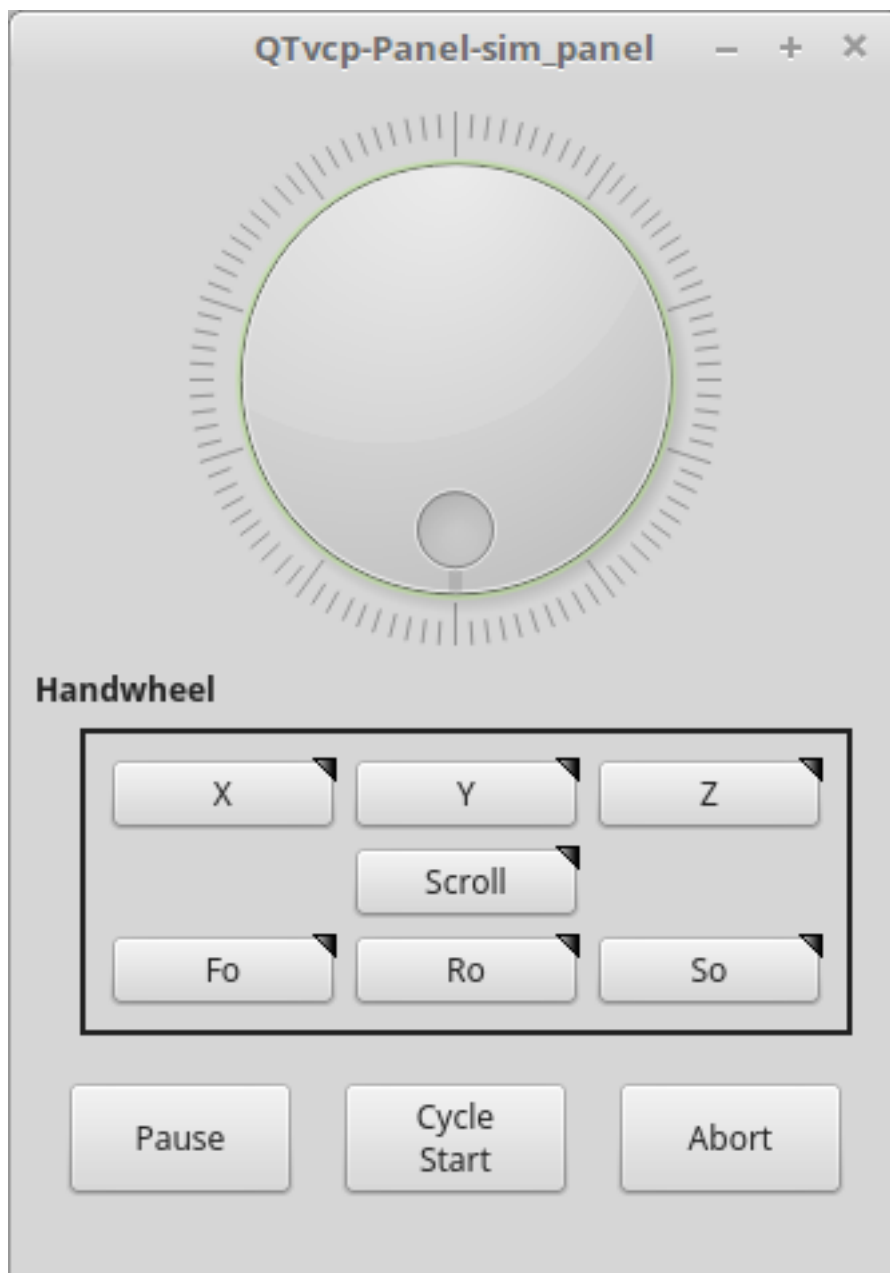 QTvcp-Panel-sim_panel
Handwheel
X Y Z
Scroll
Fo Ro So
Pause Cycle Start Abort